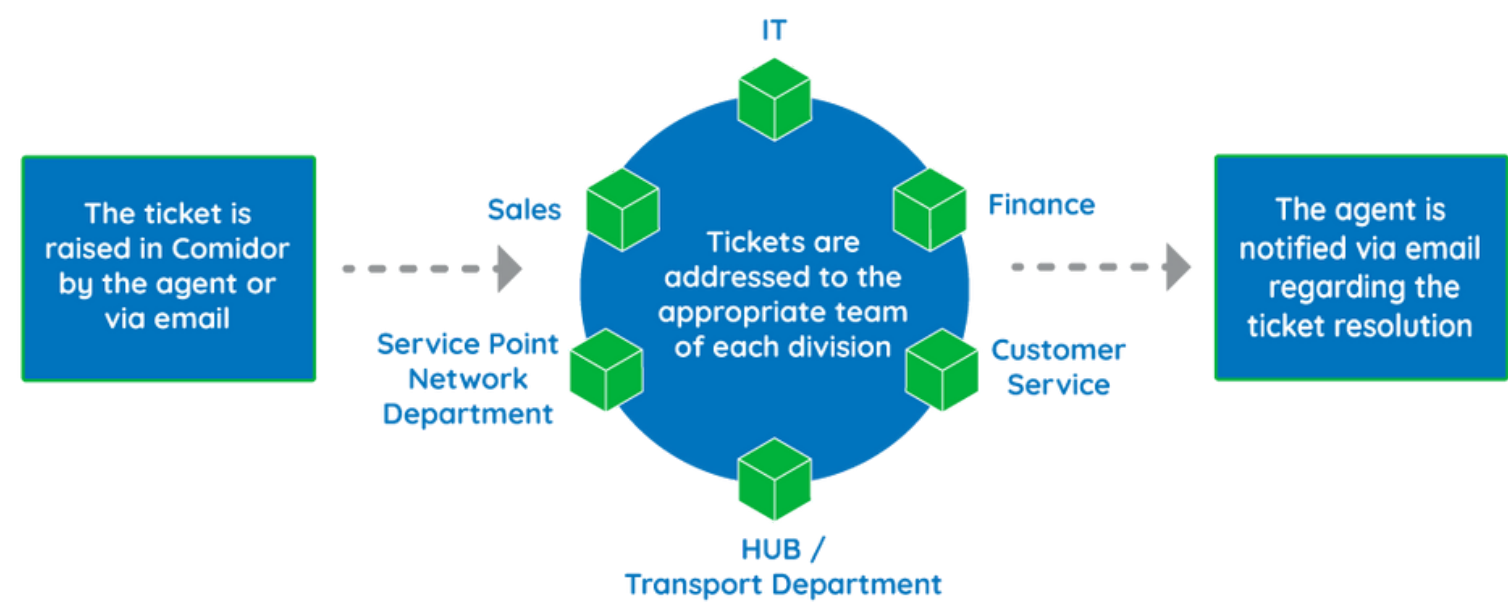 The ticket is
raised in Comidor
by the agent or
via email
IT
Sales
Finance
Tickets are
addressed to the
appropriate team
of each division
Service Point
Network
Department
Customer
Service
HUB /
Transport Department
The agent is
notified via email
regarding the
ticket resolution